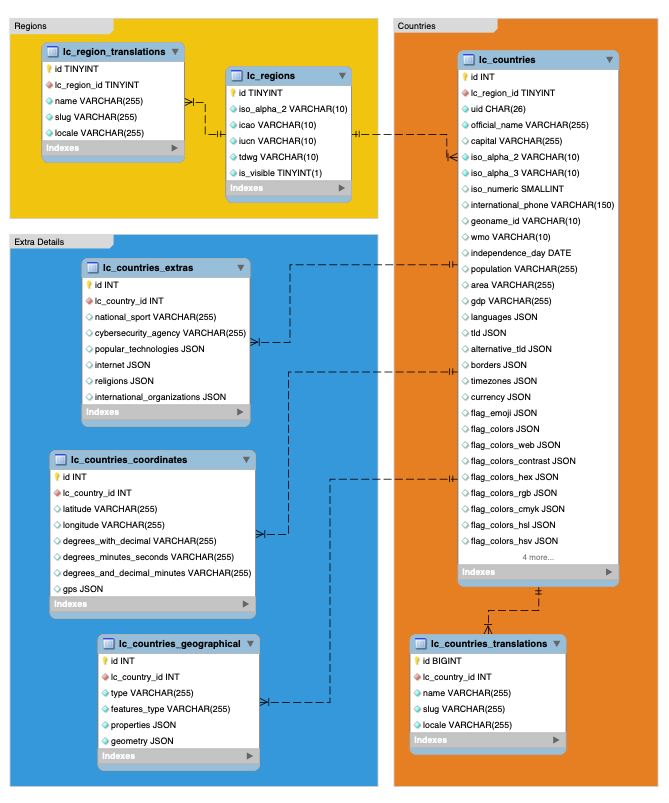 Regions
lc_region_translations
id TINYINT
lc_region_id TINYINT
name VARCHAR(255)
slug VARCHAR(255)
locale VARCHAR(255)
Indexes
lc_regions
id TINYINT
iso_alpha_2 VARCHAR(10)
icao VARCHAR(10)
iucn VARCHAR(10)
tdwg VARCHAR(10)
is_visible TINYINT(1)
Indexes
Extra Details
lc_countries_extras
id INT
lc_country_id INT
national_sport VARCHAR(255)
cybersecurity_agency VARCHAR(255)
popular_technologies JSON
internet JSON
religions JSON
international_organizations JSON
Indexes
lc_countries_coordinates
id INT
lc_country_id INT
latitude VARCHAR(255)
longitude VARCHAR(255)
degrees_with_decimal VARCHAR(255)
degrees_minutes_seconds VARCHAR(255)
degrees_and_decimal_minutes VARCHAR(255)
gps JSON
Indexes
lc_countries_geographical
id INT
lc_country_id INT
type VARCHAR(255)
features_type VARCHAR(255)
properties JSON
geometry JSON
Indexes
Countries
lc_countries
id INT
lc_region_id TINYINT
uid CHAR(26)
official_name VARCHAR(255)
capital VARCHAR(255)
iso_alpha_2 VARCHAR(10)
iso_alpha_3 VARCHAR(10)
iso_numeric SMALLINT
international_phone VARCHAR(150)
geoname_id VARCHAR(10)
wmo VARCHAR(10)
independence_day DATE
population VARCHAR(255)
area VARCHAR(255)
gdp VARCHAR(255)
languages JSON
tld JSON
alternative_tld JSON
borders JSON
timezones JSON
currency JSON
flag_emoji JSON
flag_colors JSON
flag_colors_web JSON
flag_colors_contrast JSON
flag_colors_hex JSON
flag_colors_rgb JSON
flag_colors_cmyk JSON
flag_colors_hsl JSON
flag_colors_hsv JSON
4 more...
Indexes
lc_countries_translations
id BIGINT
lc_country_id INT
name VARCHAR(255)
slug VARCHAR(255)
locale VARCHAR(255)
Indexes